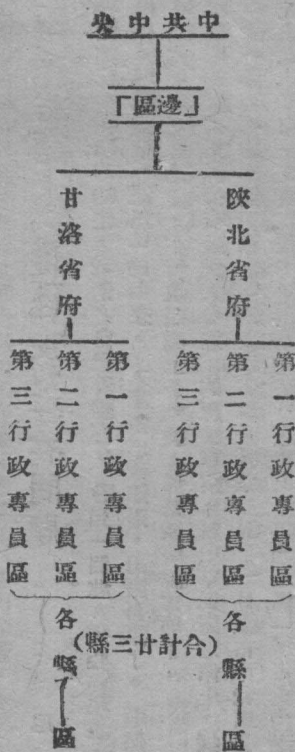 中共中央
「邊區」
陝北省府
第一行政專員區
第二行政專員區
第三行政專員區
各縣
區
甘洛省府
第一行政專員區
第二行政專員區
第三行政專員區
各縣
區
（合計廿三縣）